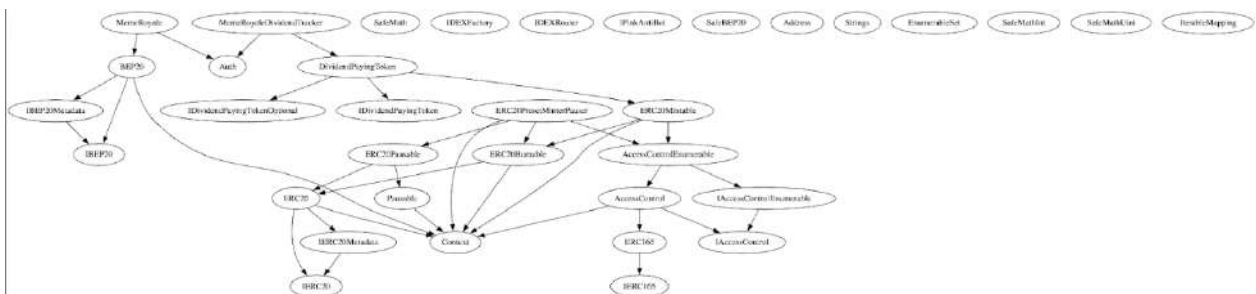 MemeRoyale MemeRoyaleDividendTracker SafeMath IDEXFactory IDEXRouter IPinkAntiBot SafeBEP20 Address Strings EnumerableSet SafeMathInt SafeMathUint IterableMapping
BEP20 Auth DividendPayingToken
IBEP20Metadata IDividendPayingTokenOptional IDividendPayingToken ERC20PresetMinterPauser ERC20Mintable
IBEP20 ERC20Pausable ERC20Burnable AccessControlEnumerable
ERC20 Pausable AccessControl IAccessControlEnumerable
IERC20Metadata Context ERC165 IAccessControl
IERC20 IERC165